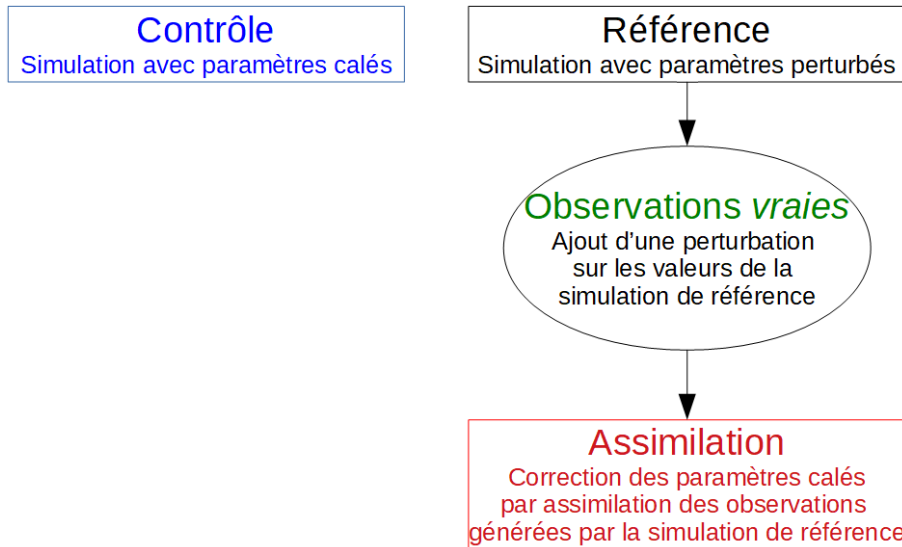 Contrôle
Simulation avec paramètres calés
Référence
Simulation avec paramètres perturbés
Observations vraies
Ajout d’une perturbation
sur les valeurs de la
simulation de référence
Assimilation
Correction des paramètres calés
par assimilation des observations
générées par la simulation de référence